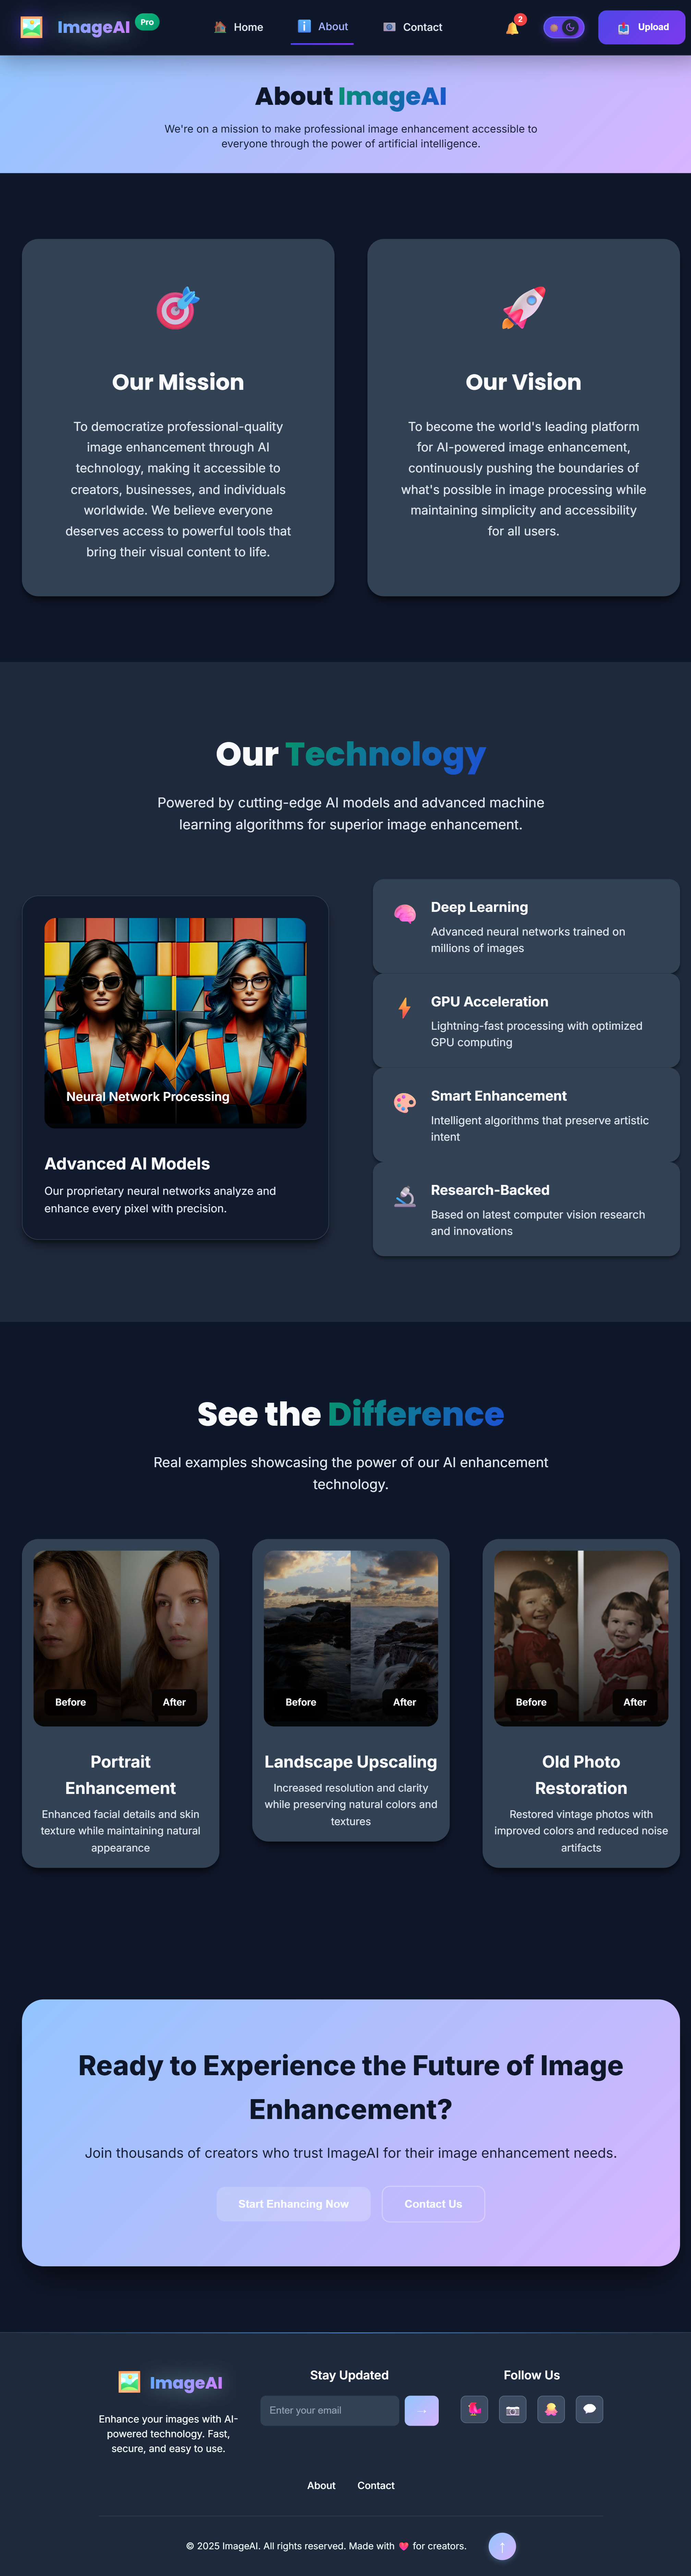 ImageAI Pro
Home
About
Contact
2
Upload
About ImageAI
We're on a mission to make professional image enhancement accessible to
everyone through the power of artificial intelligence.
Our Mission
To democratize professional-quality
image enhancement through AI
technology, making it accessible to
creators, businesses, and individuals
worldwide. We believe everyone
deserves access to powerful tools that
bring their visual content to life.
Our Vision
To become the world's leading platform
for AI-powered image enhancement,
continuously pushing the boundaries of
what's possible in image processing while
maintaining simplicity and accessibility
for all users.
Our Technology
Powered by cutting-edge AI models and advanced machine
learning algorithms for superior image enhancement.
Neural Network Processing
Advanced AI Models
Our proprietary neural networks analyze and
enhance every pixel with precision.
Deep Learning
Advanced neural networks trained on
millions of images
GPU Acceleration
Lightning-fast processing with optimized
GPU computing
Smart Enhancement
Intelligent algorithms that preserve artistic
intent
Research-Backed
Based on latest computer vision research
and innovations
See the Difference
Real examples showcasing the power of our AI enhancement
technology.
Before
After
Portrait
Enhancement
Enhanced facial details and skin
texture while maintaining natural
appearance
Before
After
Landscape Upscaling
Increased resolution and clarity
while preserving natural colors and
textures
Before
After
Old Photo
Restoration
Restored vintage photos with
improved colors and reduced noise
artifacts
Ready to Experience the Future of Image
Enhancement?
Join thousands of creators who trust ImageAI for their image enhancement needs.
Start Enhancing Now
Contact Us
ImageAI
Enhance your images with AI-
powered technology. Fast,
secure, and easy to use.
Stay Updated
Enter your email
→
Follow Us
About
Contact
© 2025 ImageAI. All rights reserved. Made with 💗 for creators.
↑